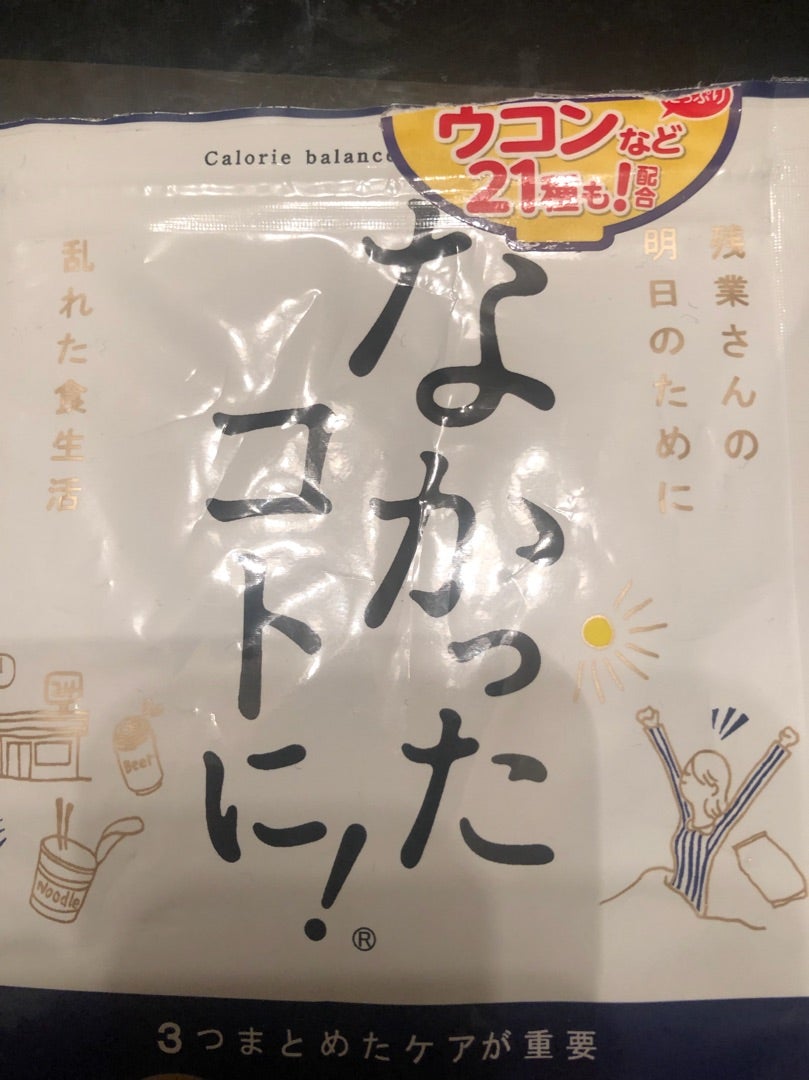 Calorie balance
ウコンなど
21種も!
配合
残業さんの
明日のために
なかった
コトに!®
乱れた食生活
Beer
Noodle
3つまとめたケアが重要